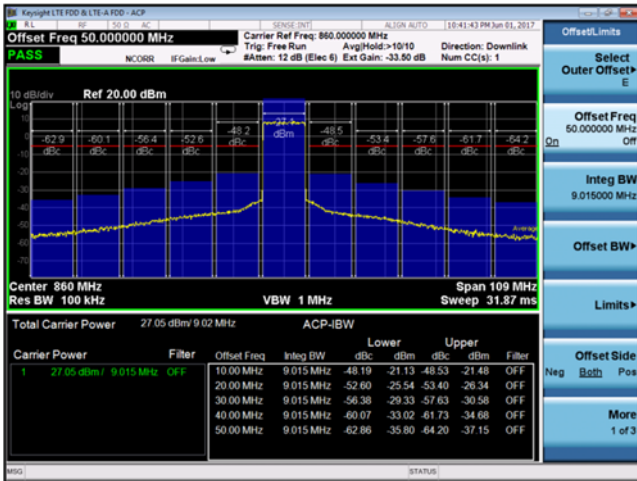 Keysight LTE FDD & LTE-A FDD - ACP
RL RF 50 Ω AC SENSE:INT ALIGN AUTO 10:41:43 PM Jun 01, 2017
Offset Freq 50.000000 MHz
Carrier Ref Freq: 860.000000 MHz
Trig: Free Run Avg|Hold:>10/10 Direction: Downlink
PASS NCORR IFGain:Low #Atten: 12 dB (Elec 6) Ext Gain: -33.50 dB Num CC(s): 1
10 dB/div Ref 20.00 dBm
Log
10
0
-10
-20
-30
-40
-50
-60
-70
-62.9 dBc
-60.1 dBc
-56.4 dBc
-52.6 dBc
-48.2 dBc
27.1 dBm
-48.5 dBc
-53.4 dBc
-57.6 dBc
-61.7 dBc
-64.2 dBc
Average
Center 860 MHz Span 109 MHz
Res BW 100 kHz VBW 1 MHz Sweep 31.87 ms
Total Carrier Power 27.05 dBm/ 9.02 MHz ACP-IBW
Lower Upper
Carrier Power Filter Offset Freq Integ BW dBc dBm dBc dBm Filter
1 27.05 dBm / 9.015 MHz OFF
10.00 MHz 9.015 MHz -48.19 -21.13 -48.53 -21.48 OFF
20.00 MHz 9.015 MHz -52.60 -25.54 -53.40 -26.34 OFF
30.00 MHz 9.015 MHz -56.38 -29.33 -57.63 -30.58 OFF
40.00 MHz 9.015 MHz -60.07 -33.02 -61.73 -34.68 OFF
50.00 MHz 9.015 MHz -62.86 -35.80 -64.20 -37.15 OFF
MSG STATUS
Offset/Limits
Select
Outer Offset
E
Offset Freq
50.000000 MHz
On Off
Integ BW
9.015000 MHz
Offset BW
Limits
Offset Side
Neg Both Pos
More
1 of 3